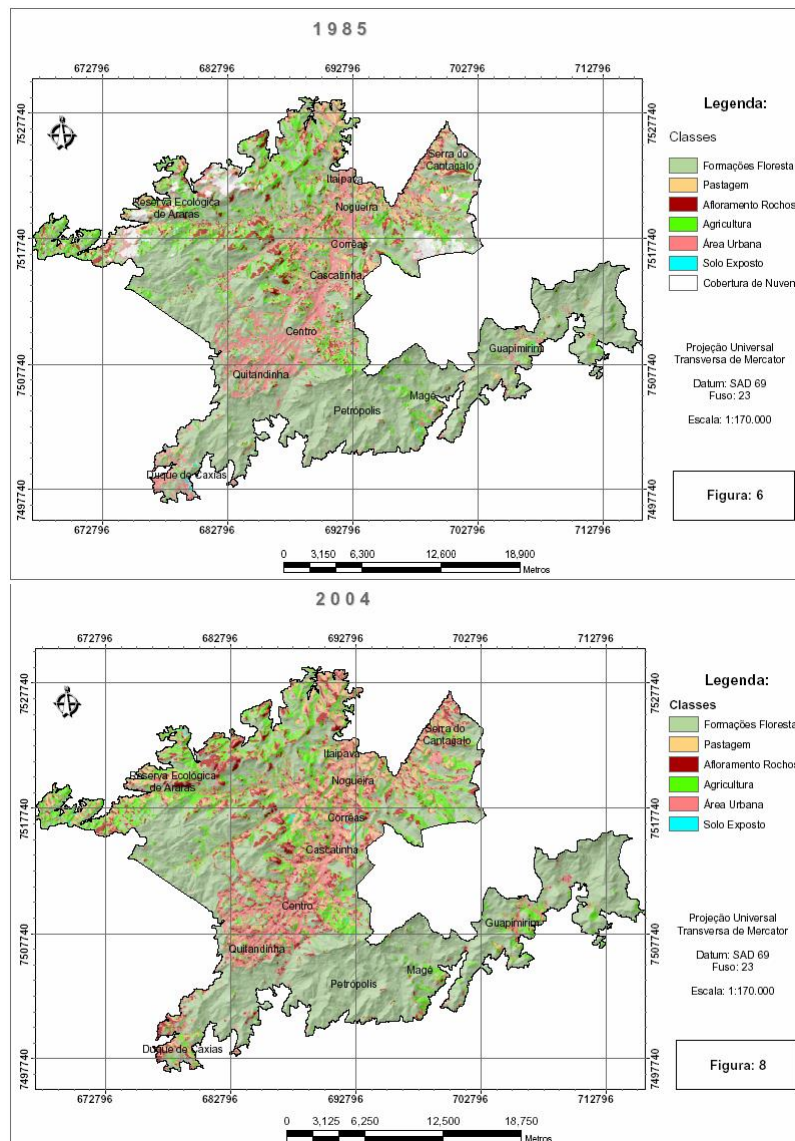 1985
672796 682796 692796 702796 712796
7527740
7517740
7507740
7497740
Serra do
Cantagalo
Itaipava
Reserva Ecológica
de Araras
Nogueira
Corrêas
Cascatinha
Centro
Guapimirim
Quitandinha
Magé
Petrópolis
Duque de Caxias
7527740
7517740
7507740
7497740
672796 682796 692796 702796 712796
0 3,150 6,300 12,600 18,900
Metros
Legenda:
Classes
Formações Floresta
Pastagem
Afloramento Rochos
Agricultura
Área Urbana
Solo Exposto
Cobertura de Nuven
Projeção Universal
Transversa de Mercator
Datum: SAD 69
Fuso: 23
Escala: 1:170.000
Figura: 6
2004
672796 682796 692796 702796 712796
7527740
7517740
7507740
7497740
Serra do
Cantagalo
Itaipava
Reserva Ecológica
de Araras
Nogueira
Corrêas
Cascatinha
Centro
Guapimirim
Quitandinha
Magé
Petrópolis
Duque de Caxias
7527740
7517740
7507740
7497740
672796 682796 692796 702796 712796
0 3,125 6,250 12,500 18,750
Metros
Legenda:
Classes
Formações Floresta
Pastagem
Afloramento Rochos
Agricultura
Área Urbana
Solo Exposto
Projeção Universal
Transversa de Mercator
Datum: SAD 69
Fuso: 23
Escala: 1:170.000
Figura: 8